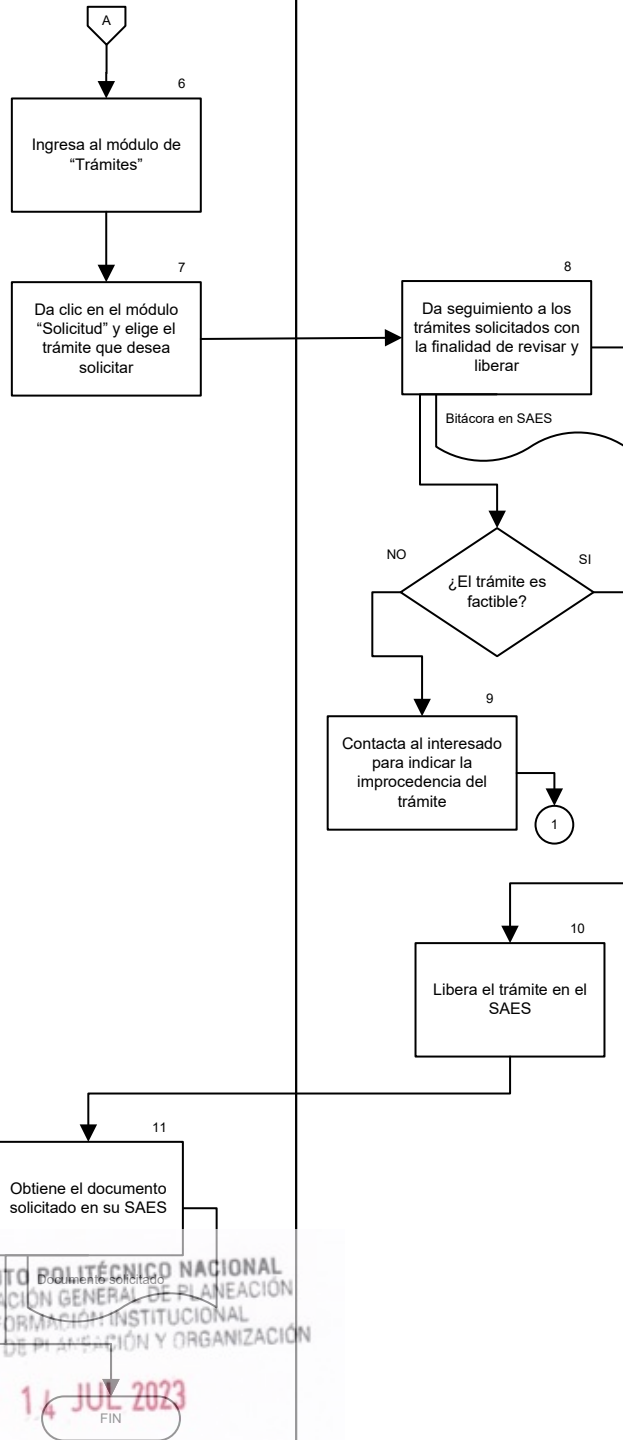 A
6
Ingresa al módulo de
“Trámites”
7
Da clic en el módulo
“Solicitud” y elige el
trámite que desea
solicitar
8
Da seguimiento a los
trámites solicitados con
la finalidad de revisar y
liberar
Bitácora en SAES
NO
SI
¿El trámite es
factible?
9
Contacta al interesado
para indicar la
improcedencia del
trámite
1
10
Libera el trámite en el
SAES
11
Obtiene el documento
solicitado en su SAES
Documento solicitado
TO POLITÉCNICO NACIONAL
ACIÓN GENERAL DE PLANEACIÓN
FORMACIÓN INSTITUCIONAL
DE PLANEACIÓN Y ORGANIZACIÓN
14 JUL 2023
FIN